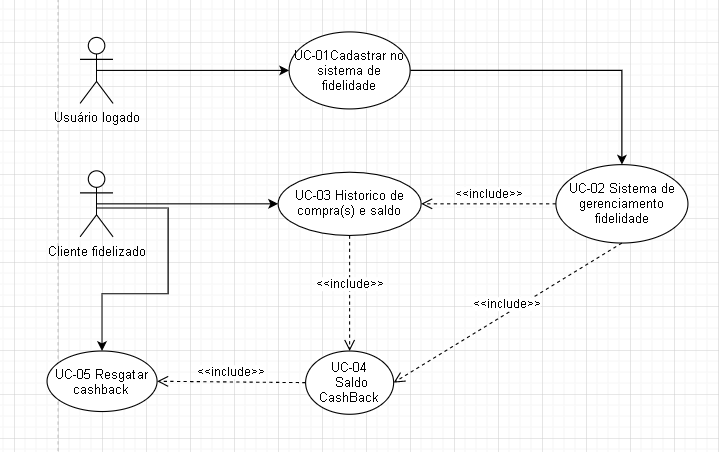 UC-01Cadastrar no
sistema de
fidelidade
Usuário logado
UC-02 Sistema de
gerenciamento
fidelidade
<<include>>
UC-03 Historico de
compra(s) e saldo
Cliente fidelizado
<<include>>
<<include>>
UC-04
Saldo
CashBack
<<include>>
UC-05 Resgatar
cashback